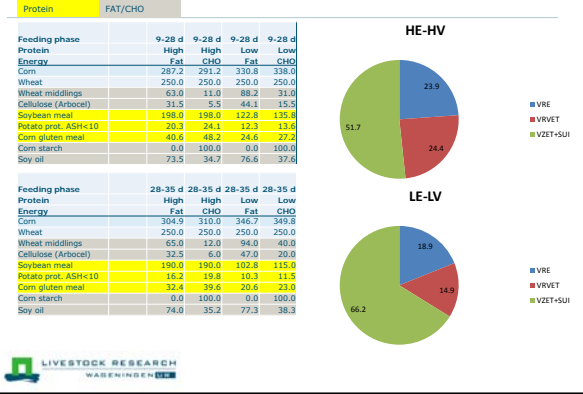 Protein FAT/CHO
Feeding phase 9-28 d 9-28 d 9-28 d 9-28 d
Protein High High Low Low
Energy Fat CHO Fat CHO
Corn 287.2 291.2 330.8 338.0
Wheat 250.0 250.0 250.0 250.0
Wheat middlings 63.0 11.0 88.2 31.0
Cellulose (Arbocel) 31.5 5.5 44.1 15.5
Soybean meal 198.0 198.0 122.8 135.8
Potato prot. ASH<10 20.3 24.1 12.3 13.6
Corn gluten meal 40.6 48.2 24.6 27.2
Corn starch 0.0 100.0 0.0 100.0
Soy oil 73.5 34.7 76.6 37.6
Feeding phase 28-35 d 28-35 d 28-35 d 28-35 d
Protein High High Low Low
Energy Fat CHO Fat CHO
Corn 304.9 310.0 346.7 349.8
Wheat 250.0 250.0 250.0 250.0
Wheat middlings 65.0 12.0 94.0 40.0
Cellulose (Arbocel) 32.5 6.0 47.0 20.0
Soybean meal 190.0 190.0 102.8 115.0
Potato prot. ASH<10 16.2 19.8 10.3 11.5
Corn gluten meal 32.4 39.6 20.6 23.0
Corn starch 0.0 100.0 0.0 100.0
Soy oil 74.0 35.2 77.3 38.3
HE-HV
23.9
24.4
51.7
VRE
VRVET
VZET+SUI
LE-LV
18.9
14.9
66.2
VRE
VRVET
VZET+SUI
LIVESTOCK RESEARCH
WAGENINGEN UR